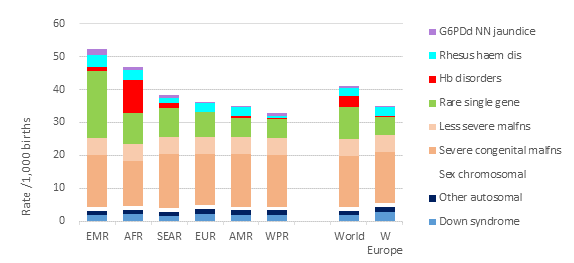 60
50
40
30
20
10
0
Rate /1,000 births
EMR AFR SEAR EUR AMR WPR World W Europe
G6PDd NN jaundice
Rhesus haem dis
Hb disorders
Rare single gene
Less severe malfns
Severe congenital malfns
Sex chromosomal
Other autosomal
Down syndrome